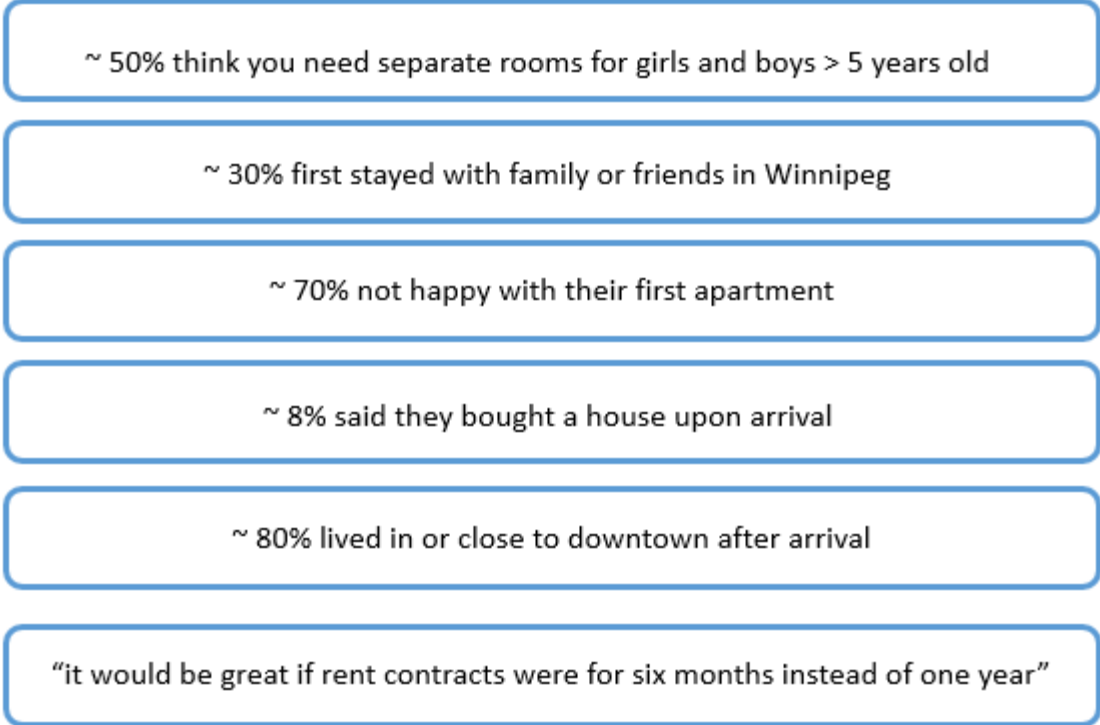 ~ 50% think you need separate rooms for girls and boys > 5 years old
~ 30% first stayed with family or friends in Winnipeg
~ 70% not happy with their first apartment
~ 8% said they bought a house upon arrival
~ 80% lived in or close to downtown after arrival
“it would be great if rent contracts were for six months instead of one year”